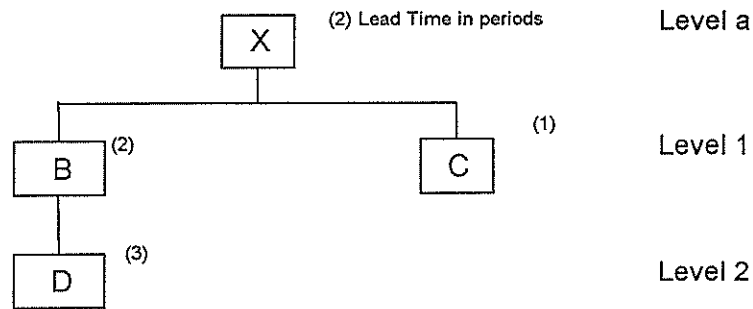 X (2) Lead Time in periods Level a
B (2) C (1) Level 1
D (3) Level 2